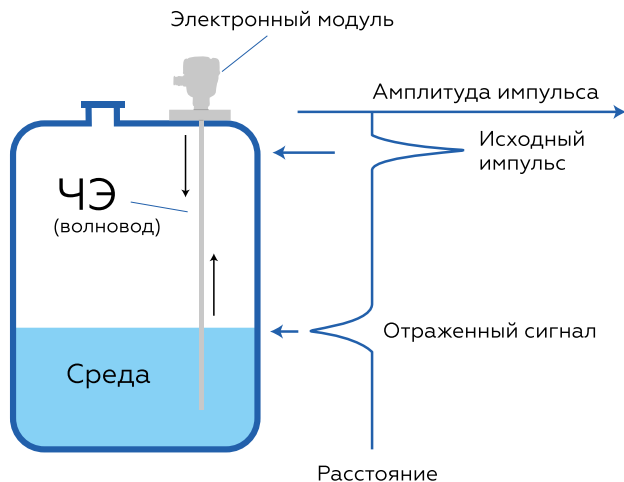 Электронный модуль
Амплитуда импульса
Исходный
импульс
ЧЭ
(волновод)
Отраженный сигнал
Среда
Расстояние